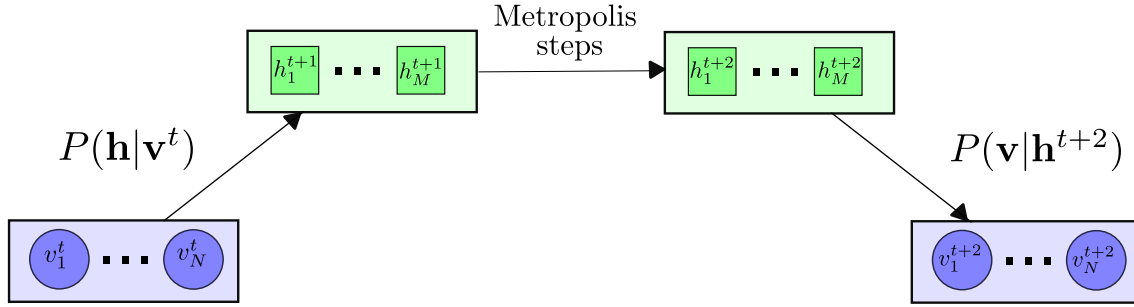 Metropolis
steps
h_1^{t+1} ▪▪▪ h_M^{t+1}
h_1^{t+2} ▪▪▪ h_M^{t+2}
P(𝐡|𝐯^t)
P(𝐯|𝐡^{t+2})
v_1^t ▪▪▪ v_N^t
v_1^{t+2} ▪▪▪ v_N^{t+2}